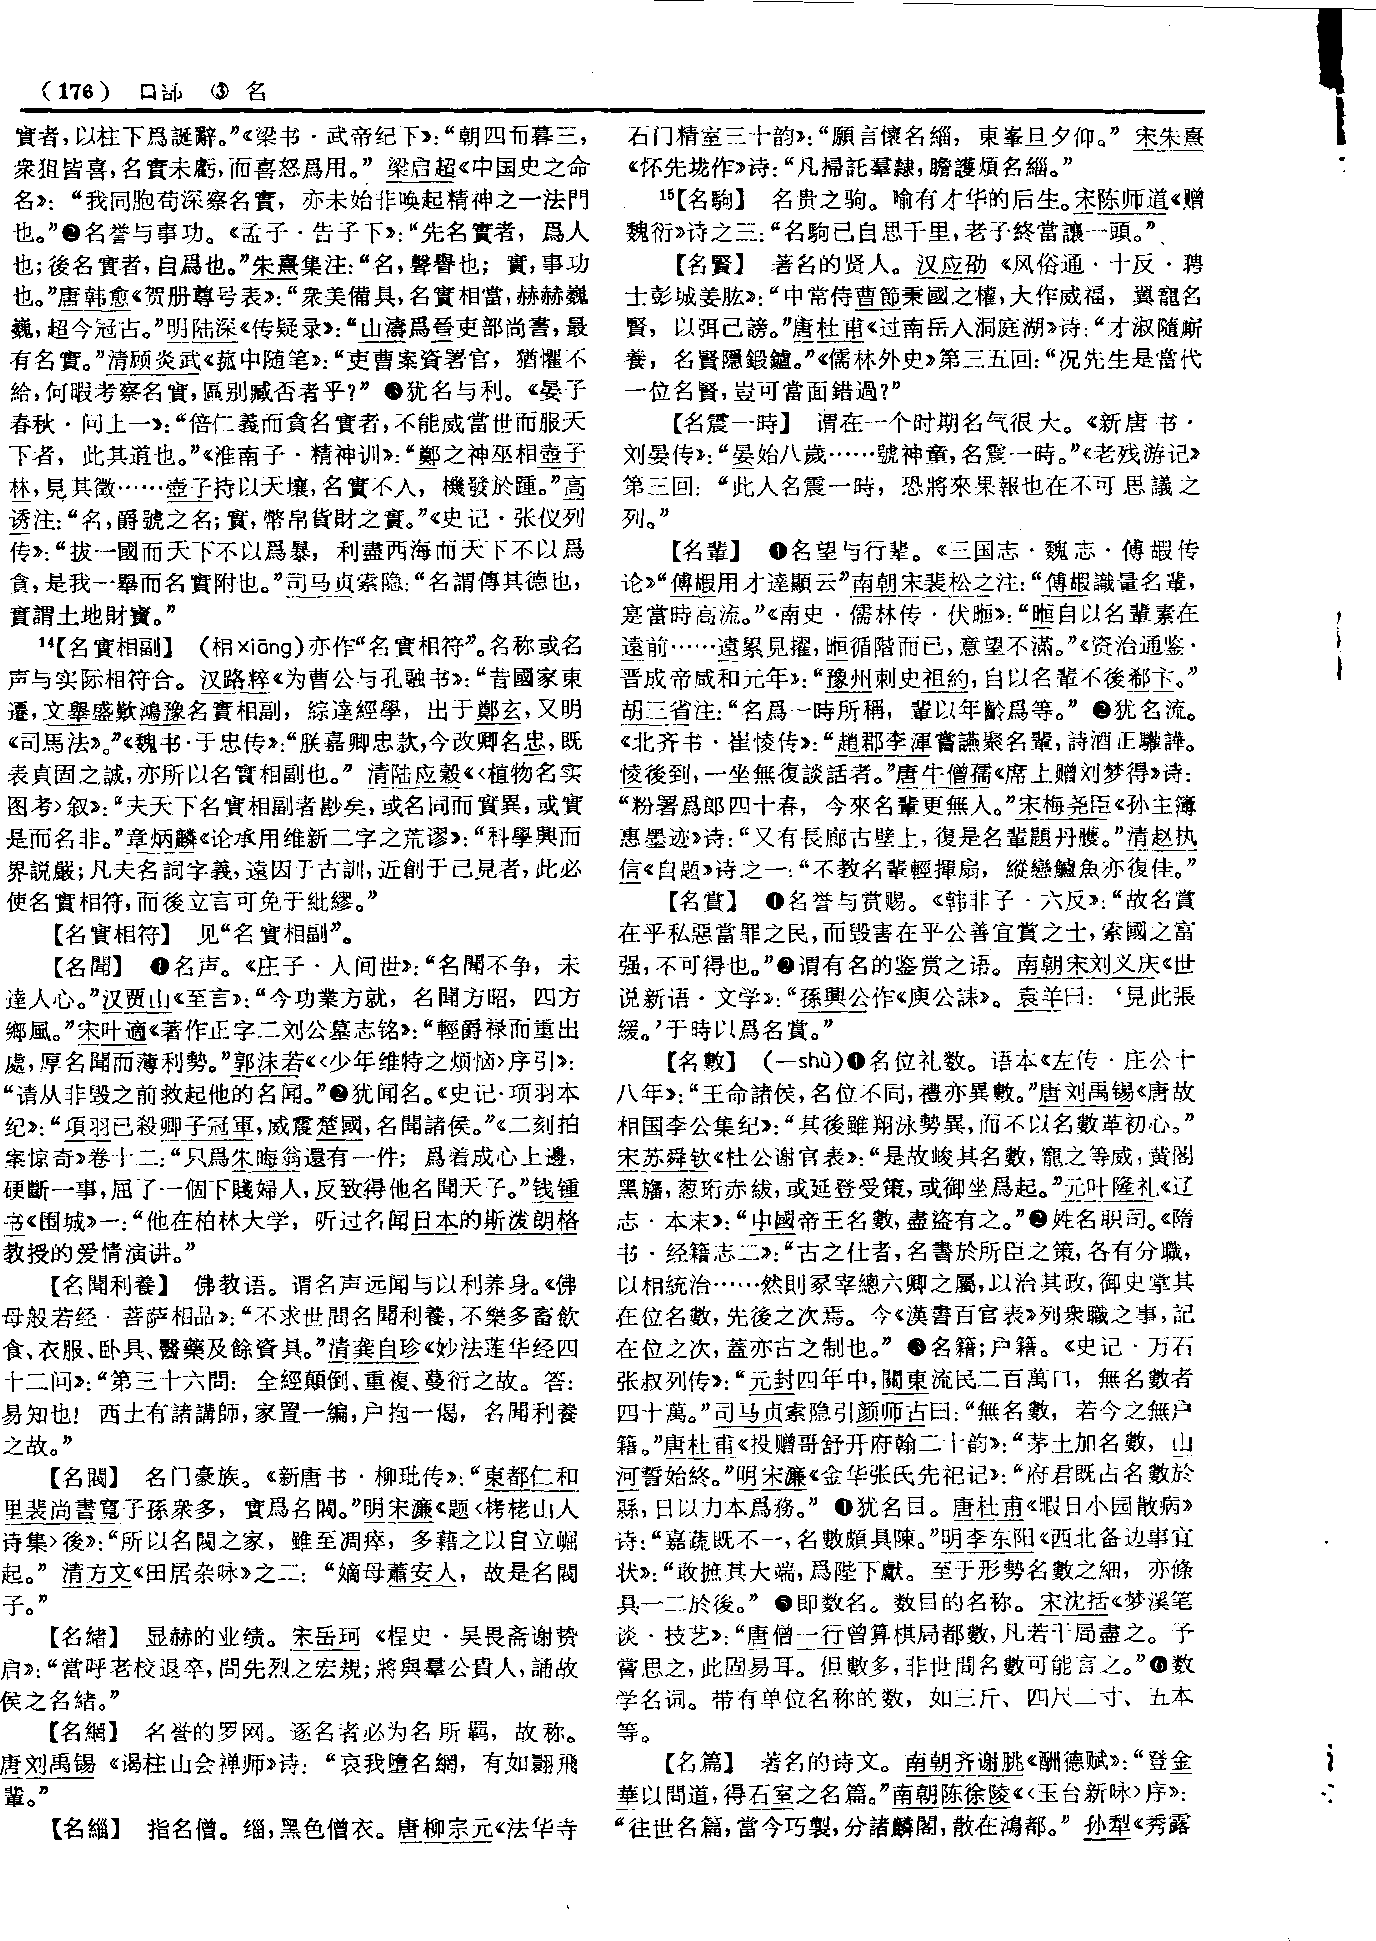 (176) 口部 ③ 名
實者，以柱下爲誕辭。”《梁书·武帝纪下》：“朝四而暮三，
衆狙皆喜，名實未虧，而喜怒爲用。” 梁启超《中国史之命
名》：“我同胞苟深察名實，亦未始非唤起精神之一法門
也。”❷名誉与事功。《孟子·告子下》：“先名實者，爲人
也；後名實者，自爲也。”朱熹集注：“名，聲譽也；實，事功
也。”唐韩愈《贺册尊号表》：“衆美備具，名實相當，赫赫巍
巍，超今冠古。”明陆深《传疑录》：“山濤爲晉吏部尚書，最
有名實。”清顾炎武《菰中随笔》：“吏曹案資署官，猶懼不
給，何暇考察名實，區别臧否者乎？” ❸犹名与利。《晏子
春秋·问上一》：“倍仁義而貪名實者，不能威當世而服天
下者，此其道也。”《淮南子·精神训》：“鄭之神巫相壺子
林，見其徵……壺子持以天壤，名實不入，機發於踵。”高
诱注：“名，爵號之名；實，幣帛貨財之實。”《史记·张仪列
传》：“拔一國而天下不以爲暴，利盡西海而天下不以爲
貪，是我一舉而名實附也。”司马贞索隐：“名謂傳其德也，
實謂土地財寶。”
¹⁴【名實相副】 （相xiāng）亦作“名實相符”。名称或名
声与实际相符合。汉路粹《为曹公与孔融书》：“昔國家東
遷，文舉盛歎鴻豫名實相副，綜達經學，出于鄭玄，又明
《司馬法》。”《魏书·于忠传》：“朕嘉卿忠款，今改卿名忠，既
表貞固之誠，亦所以名實相副也。” 清陆应穀《〈植物名实
图考〉叙》：“夫天下名實相副者尠矣，或名同而實異，或實
是而名非。”章炳麟《论承用维新二字之荒谬》：“科學興而
界説嚴；凡夫名詞字義，遠因于古訓，近創于己見者，此必
使名實相符，而後立言可免于紕繆。”
【名實相符】 见“名實相副”。
【名聞】 ❶名声。《庄子·人间世》：“名聞不争，未
達人心。”汉贾山《至言》：“今功業方就，名聞方昭，四方
鄉風。”宋叶適《著作正字二刘公墓志铭》：“輕爵禄而重出
處，厚名聞而薄利勢。”郭沫若《〈少年维特之烦恼〉序引》：
“请从非毁之前救起他的名闻。”❷犹闻名。《史记·项羽本
纪》：“項羽已殺卿子冠軍，威震楚國，名聞諸侯。”《二刻拍
案惊奇》卷十二：“只爲朱晦翁還有一件；爲着成心上邊，
硬斷一事，屈了一個下賤婦人，反致得他名聞天子。”钱锺
书《围城》一：“他在柏林大学，听过名闻日本的斯泼朗格
教授的爱情演讲。”
【名聞利養】 佛教语。谓名声远闻与以利养身。《佛
母般若经·菩萨相品》：“不求世間名聞利養，不樂多畜飲
食、衣服、卧具、醫藥及餘資具。”清龚自珍《妙法莲华经四
十二问》：“第三十六問：全經顛倒、重複、蔓衍之故。答：
易知也！西土有諸講師，家置一編，户抱一偈，名聞利養
之故。”
【名閥】 名门豪族。《新唐书·柳玭传》：“東都仁和
里裴尚書寬子孫衆多，實爲名閥。”明宋濂《题〈栲栳山人
诗集〉後》：“所以名閥之家，雖至凋瘁，多藉之以自立崛
起。” 清方文《田居杂咏》之二：“嫡母蕭安人，故是名閥
子。”
【名緒】 显赫的业绩。宋岳珂《桯史·吴畏斋谢贽
启》：“當呼老校退卒，問先烈之宏規；將與羣公貴人，誦故
侯之名緒。”
【名網】 名誉的罗网。逐名者必为名所羁，故称。
唐刘禹锡《谒柱山会禅师》诗：“哀我墮名網，有如翾飛
輩。”
【名緇】 指名僧。缁，黑色僧衣。唐柳宗元《法华寺
石门精室三十韵》：“願言懷名緇，東峯旦夕仰。” 宋朱熹
《怀先垅作》诗：“凡掃託羣隸，瞻護煩名緇。”
¹⁵【名駒】 名贵之驹。喻有才华的后生。宋陈师道《赠
魏衍》诗之三：“名駒已自思千里，老子終當讓一頭。”
【名賢】 著名的贤人。汉应劭《风俗通·十反·聘
士彭城姜肱》：“中常侍曹節秉國之權，大作威福，冀寵名
賢，以弭己謗。”唐杜甫《过南岳入洞庭湖》诗：“才淑隨厮
養，名賢隱鍛鑪。”《儒林外史》第三五回：“况先生是當代
一位名賢，豈可當面錯過？”
【名震一時】 谓在一个时期名气很大。《新唐书·
刘晏传》：“晏始八歲……號神童，名震一時。”《老残游记》
第三回：“此人名震一時，恐將來果報也在不可思議之
列。”
【名輩】 ❶名望与行辈。《三国志·魏志·傅嘏传
论》“傅嘏用才達顯云”南朝宋裴松之注：“傅嘏識量名輩，
寔當時高流。”《南史·儒林传·伏暅》：“暅自以名輩素在
遠前……遠累見擢，暅循階而已，意望不滿。”《资治通鉴·
晋成帝咸和元年》：“豫州刺史祖約，自以名輩不後郗卞。”
胡三省注：“名爲一時所稱，輩以年齡爲等。” ❷犹名流。
《北齐书·崔㥄传》：“趙郡李渾嘗讌聚名輩，詩酒正驩譁。
㥄後到，一坐無復談話者。”唐牛僧孺《席上赠刘梦得》诗：
“粉署爲郎四十春，今來名輩更無人。”宋梅尧臣《孙主簿
惠墨迹》诗：“又有長廊古壁上，復是名輩題丹雘。”清赵执
信《自题》诗之一：“不教名輩輕揮扇，縱戀鱸魚亦復佳。”
【名賞】 ❶名誉与赏赐。《韩非子·六反》：“故名賞
在乎私惡當罪之民，而毁害在乎公善宜賞之士，索國之富
强，不可得也。”❷谓有名的鉴赏之语。南朝宋刘义庆《世
说新语·文学》：“孫興公作《庾公誄》。袁羊曰：‘見此張
緩。’于時以爲名賞。”
【名數】 （—shù）❶名位礼数。语本《左传·庄公十
八年》：“王命諸侯，名位不同，禮亦異數。”唐刘禹锡《唐故
相国李公集纪》：“其後雖翔泳勢異，而不以名數革初心。”
宋苏舜钦《杜公谢官表》：“是故峻其名數，寵之等威，黄閣
黑旛，葱珩赤紱，或延登受策，或御坐爲起。”元叶隆礼《辽
志·本末》：“中國帝王名數，盡盜有之。”❷姓名职司。《隋
书·经籍志二》：“古之仕者，名書於所臣之策，各有分職，
以相統治……然則冢宰總六卿之屬，以治其政，御史掌其
在位名數，先後之次焉。今《漢書百官表》列衆職之事，記
在位之次，蓋亦古之制也。” ❸名籍；户籍。《史记·万石
张叔列传》：“元封四年中，關東流民二百萬口，無名數者
四十萬。”司马贞索隐引颜师古曰：“無名數，若今之無户
籍。”唐杜甫《投赠哥舒开府翰二十韵》：“茅土加名數，山
河誓始終。”明宋濂《金华张氏先祀记》：“府君既占名數於
縣，日以力本爲務。” ❹犹名目。唐杜甫《暇日小园散病》
诗：“嘉蔬既不一，名數頗具陳。”明李东阳《西北备边事宜
状》：“敢摭其大端，爲陛下獻。至于形勢名數之細，亦條
具一二於後。” ❺即数名。数目的名称。宋沈括《梦溪笔
谈·技艺》：“唐僧一行曾算棋局都數，凡若干局盡之。予
嘗思之，此固易耳。但數多，非世間名數可能言之。”❻数
学名词。带有单位名称的数，如三斤、四尺二寸、五本
等。
【名篇】 著名的诗文。南朝齐谢朓《酬德赋》：“登金
華以問道，得石室之名篇。”南朝陈徐陵《〈玉台新咏〉序》：
“往世名篇，當今巧製，分諸麟閣，散在鴻都。” 孙犁《秀露